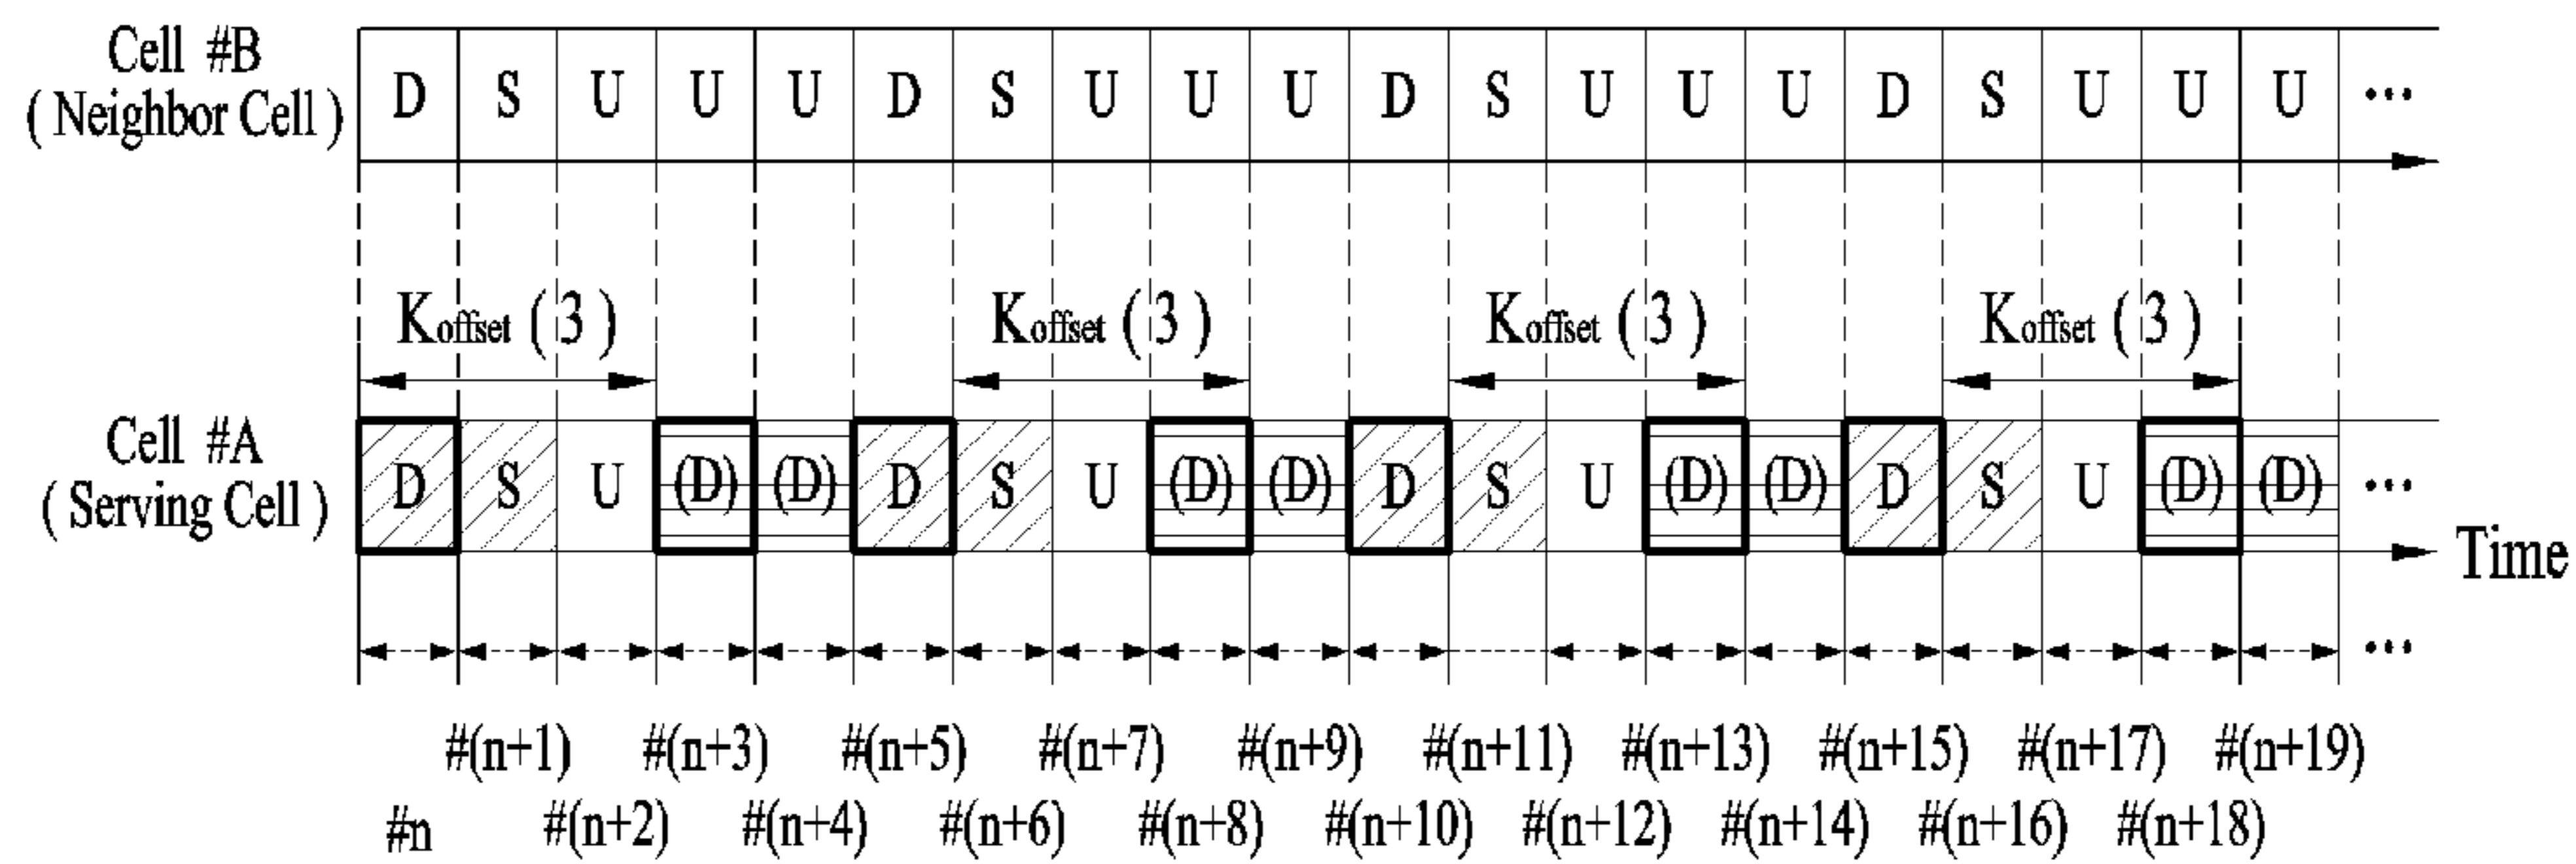 Cell #B
( Neighbor Cell )
D S U U U D S U U U D S U U U D S U U U ...
Koffset ( 3 ) Koffset ( 3 ) Koffset ( 3 ) Koffset ( 3 )
Cell #A
( Serving Cell )
D S U (D) (D) D S U (D) (D) D S U (D) (D) D S U (D) (D) ...
Time
...
#(n+1) #(n+3) #(n+5) #(n+7) #(n+9) #(n+11) #(n+13) #(n+15) #(n+17) #(n+19)
#n #(n+2) #(n+4) #(n+6) #(n+8) #(n+10) #(n+12) #(n+14) #(n+16) #(n+18)